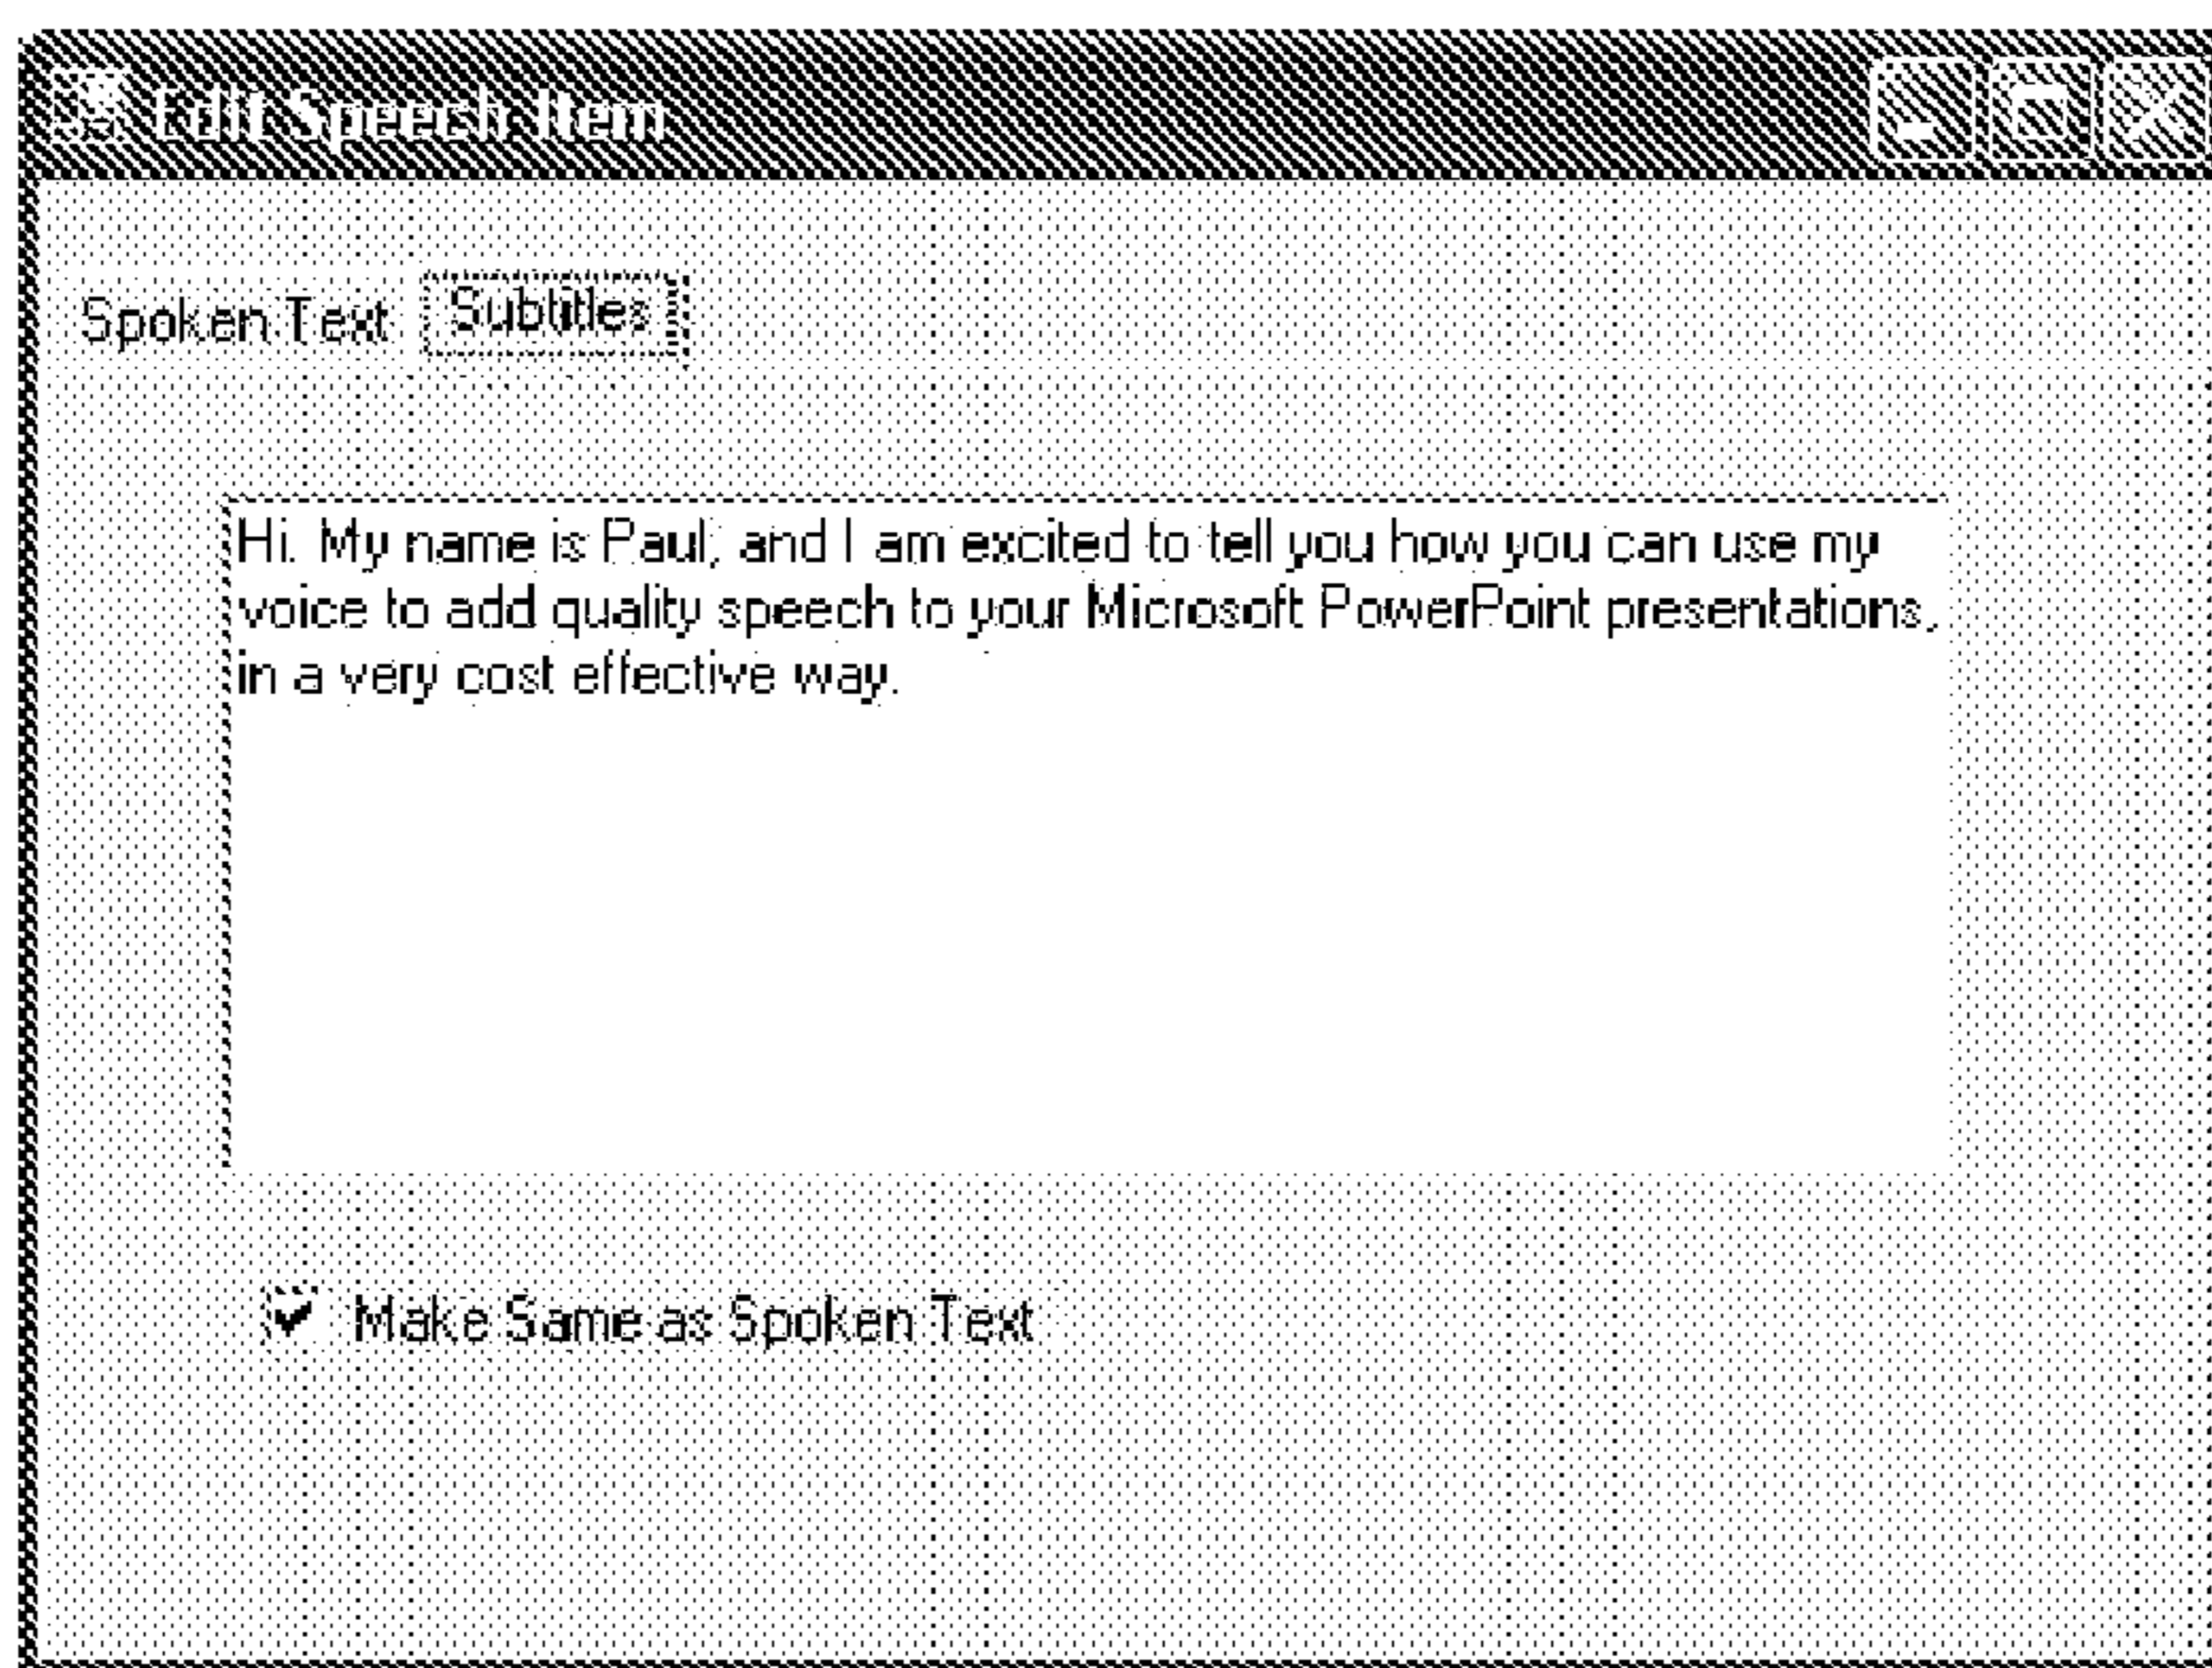 Edit Speech Item
Spoken Text Subtitles
Hi. My name is Paul, and I am excited to tell you how you can use my
voice to add quality speech to your Microsoft PowerPoint presentations,
in a very cost effective way.
Make Same as Spoken Text